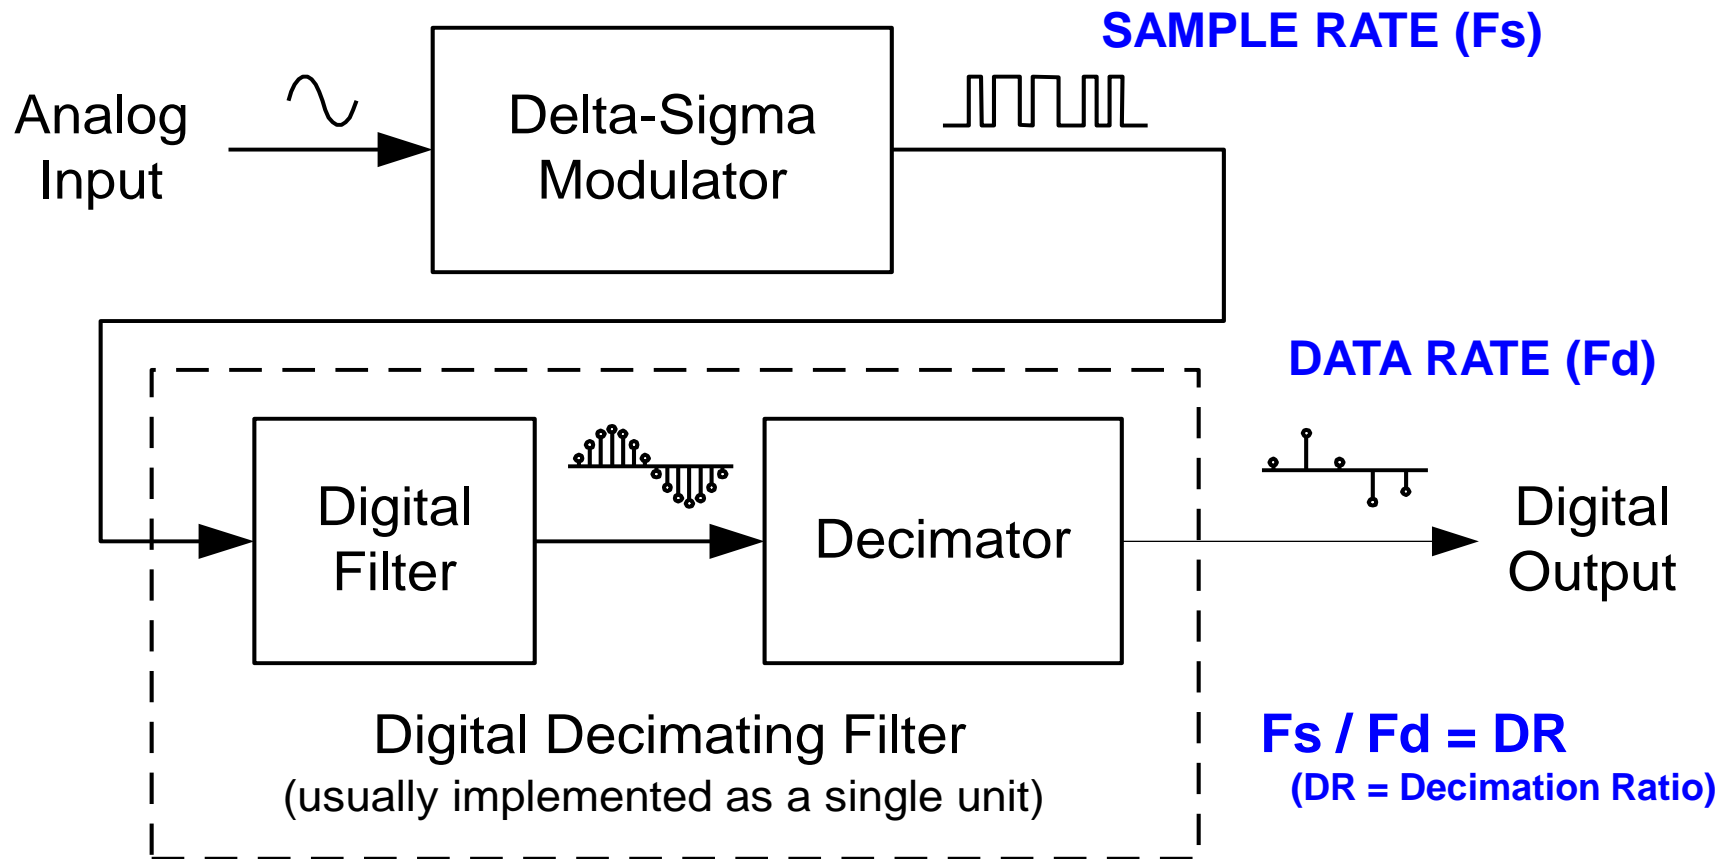 SAMPLE RATE (Fs)
Analog
Input
Delta-Sigma
Modulator
DATA RATE (Fd)
Digital
Filter
Decimator
Digital
Output
Digital Decimating Filter
(usually implemented as a single unit)
Fs / Fd = DR
(DR = Decimation Ratio)